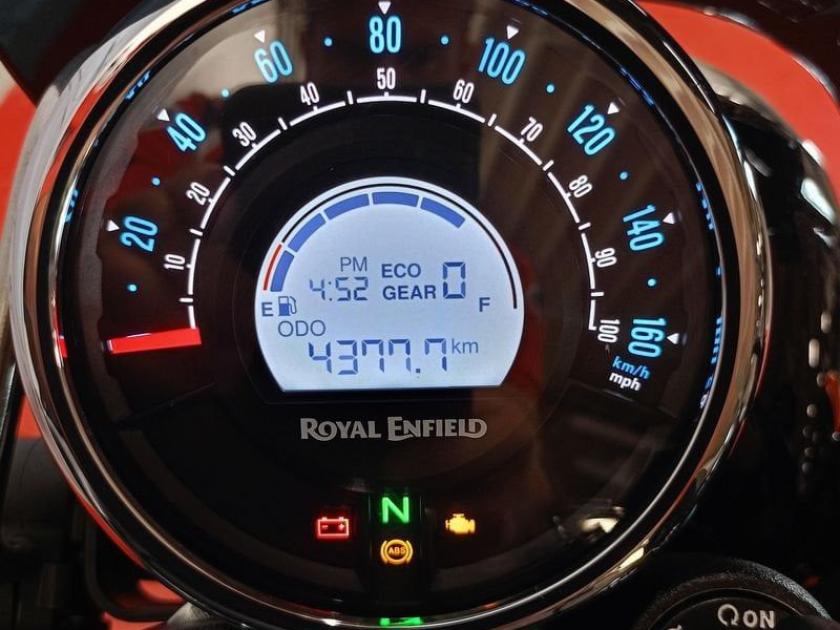 20 40 60 80 100 120 140 160
10 20 30 40 50 60 70 80 90 100
km/h
mph
PM ECO 0
4:52 GEAR
E F
ODO
4377.7 km
ROYAL ENFIELD
N
ABS
ON